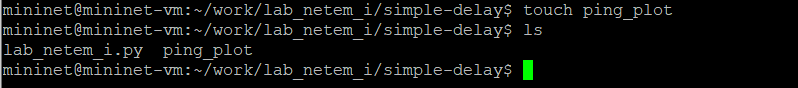 mininet@mininet-vm:~/work/lab_netem_i/simple-delay$ touch ping_plot
mininet@mininet-vm:~/work/lab_netem_i/simple-delay$ ls
lab_netem_i.py  ping_plot
mininet@mininet-vm:~/work/lab_netem_i/simple-delay$